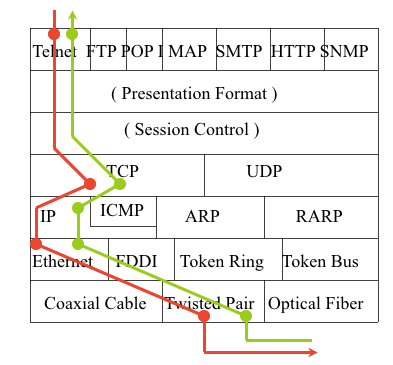 Telnet FTP POP I MAP SMTP HTTP SNMP
( Presentation Format )
( Session Control )
TCP UDP
IP ICMP ARP RARP
Ethernet FDDI Token Ring Token Bus
Coaxial Cable Twisted Pair Optical Fiber